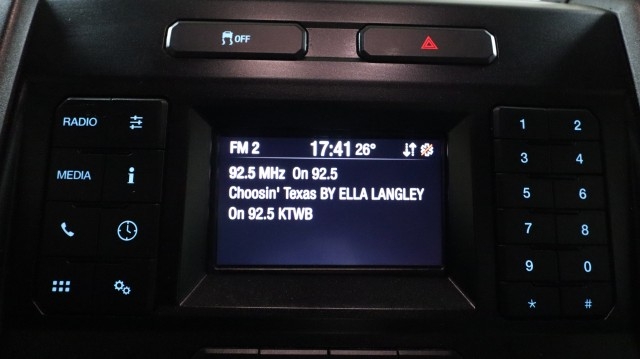 OFF
RADIO
MEDIA
FM 2 17:41 26°
92.5 MHz On 92.5
Choosin' Texas BY ELLA LANGLEY
On 92.5 KTWB
1 2
3 4
5 6
7 8
9 0
* #